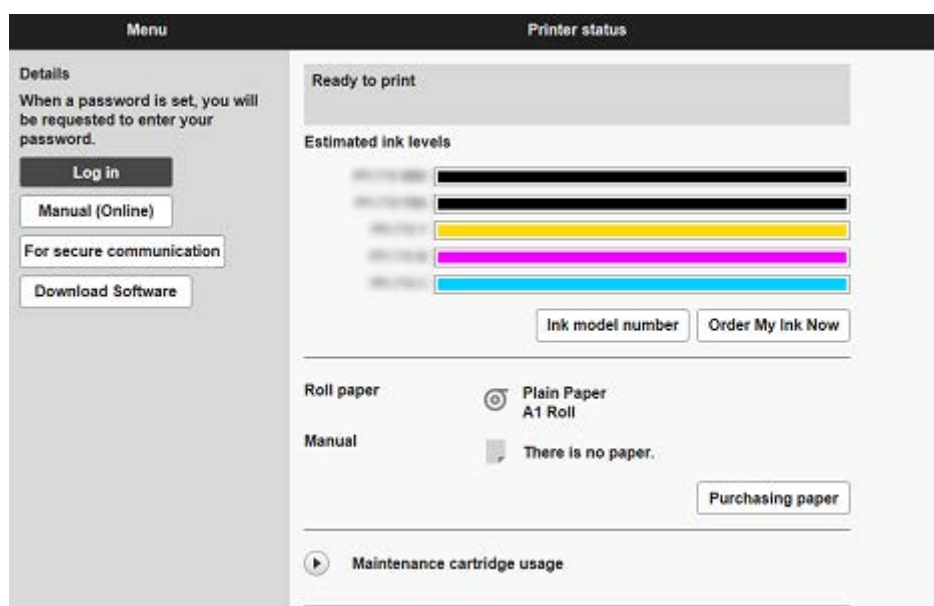 Menu
Printer status
Details
When a password is set, you will
be requested to enter your
password.
Log in
Manual (Online)
For secure communication
Download Software
Ready to print
Estimated ink levels
Ink model number
Order My Ink Now
Roll paper
Plain Paper
A1 Roll
Manual
There is no paper.
Purchasing paper
Maintenance cartridge usage